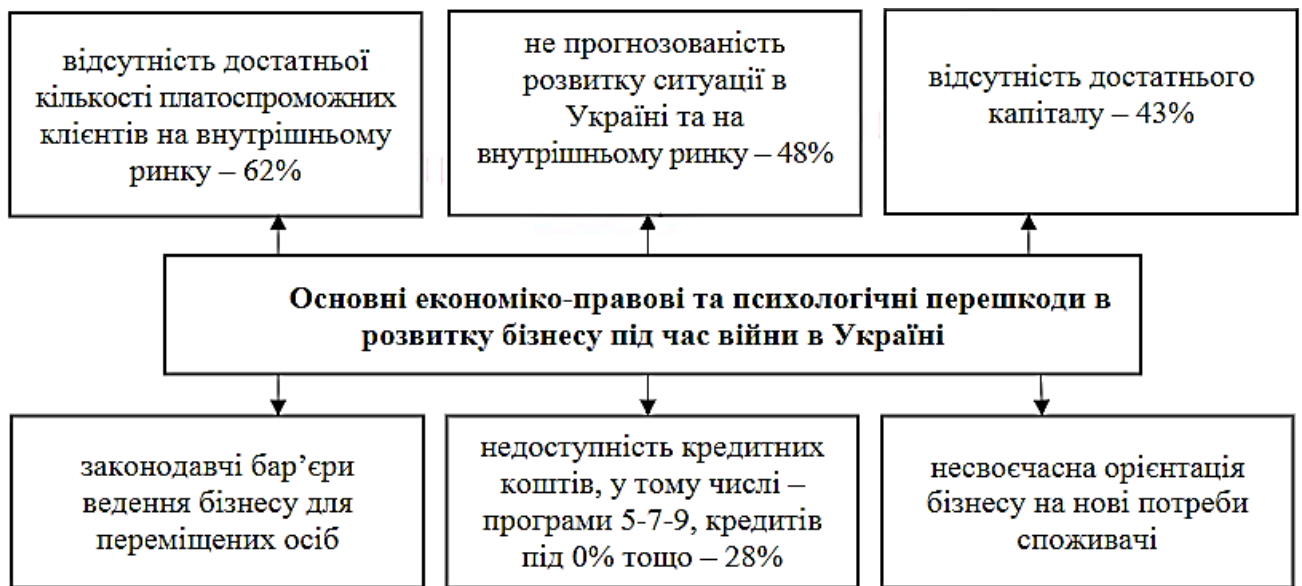 відсутність достатньої
кількості платоспроможних
клієнтів на внутрішньому
ринку – 62%
не прогнозованість
розвитку ситуації в
Україні та на
внутрішньому ринку – 48%
відсутність достатнього
капіталу – 43%
Основні економіко-правові та психологічні перешкоди в
розвитку бізнесу під час війни в Україні
законодавчі бар’єри
ведення бізнесу для
переміщених осіб
недоступність кредитних
коштів, у тому числі –
програми 5-7-9, кредитів
під 0% тощо – 28%
несвоєчасна орієнтація
бізнесу на нові потреби
споживачі